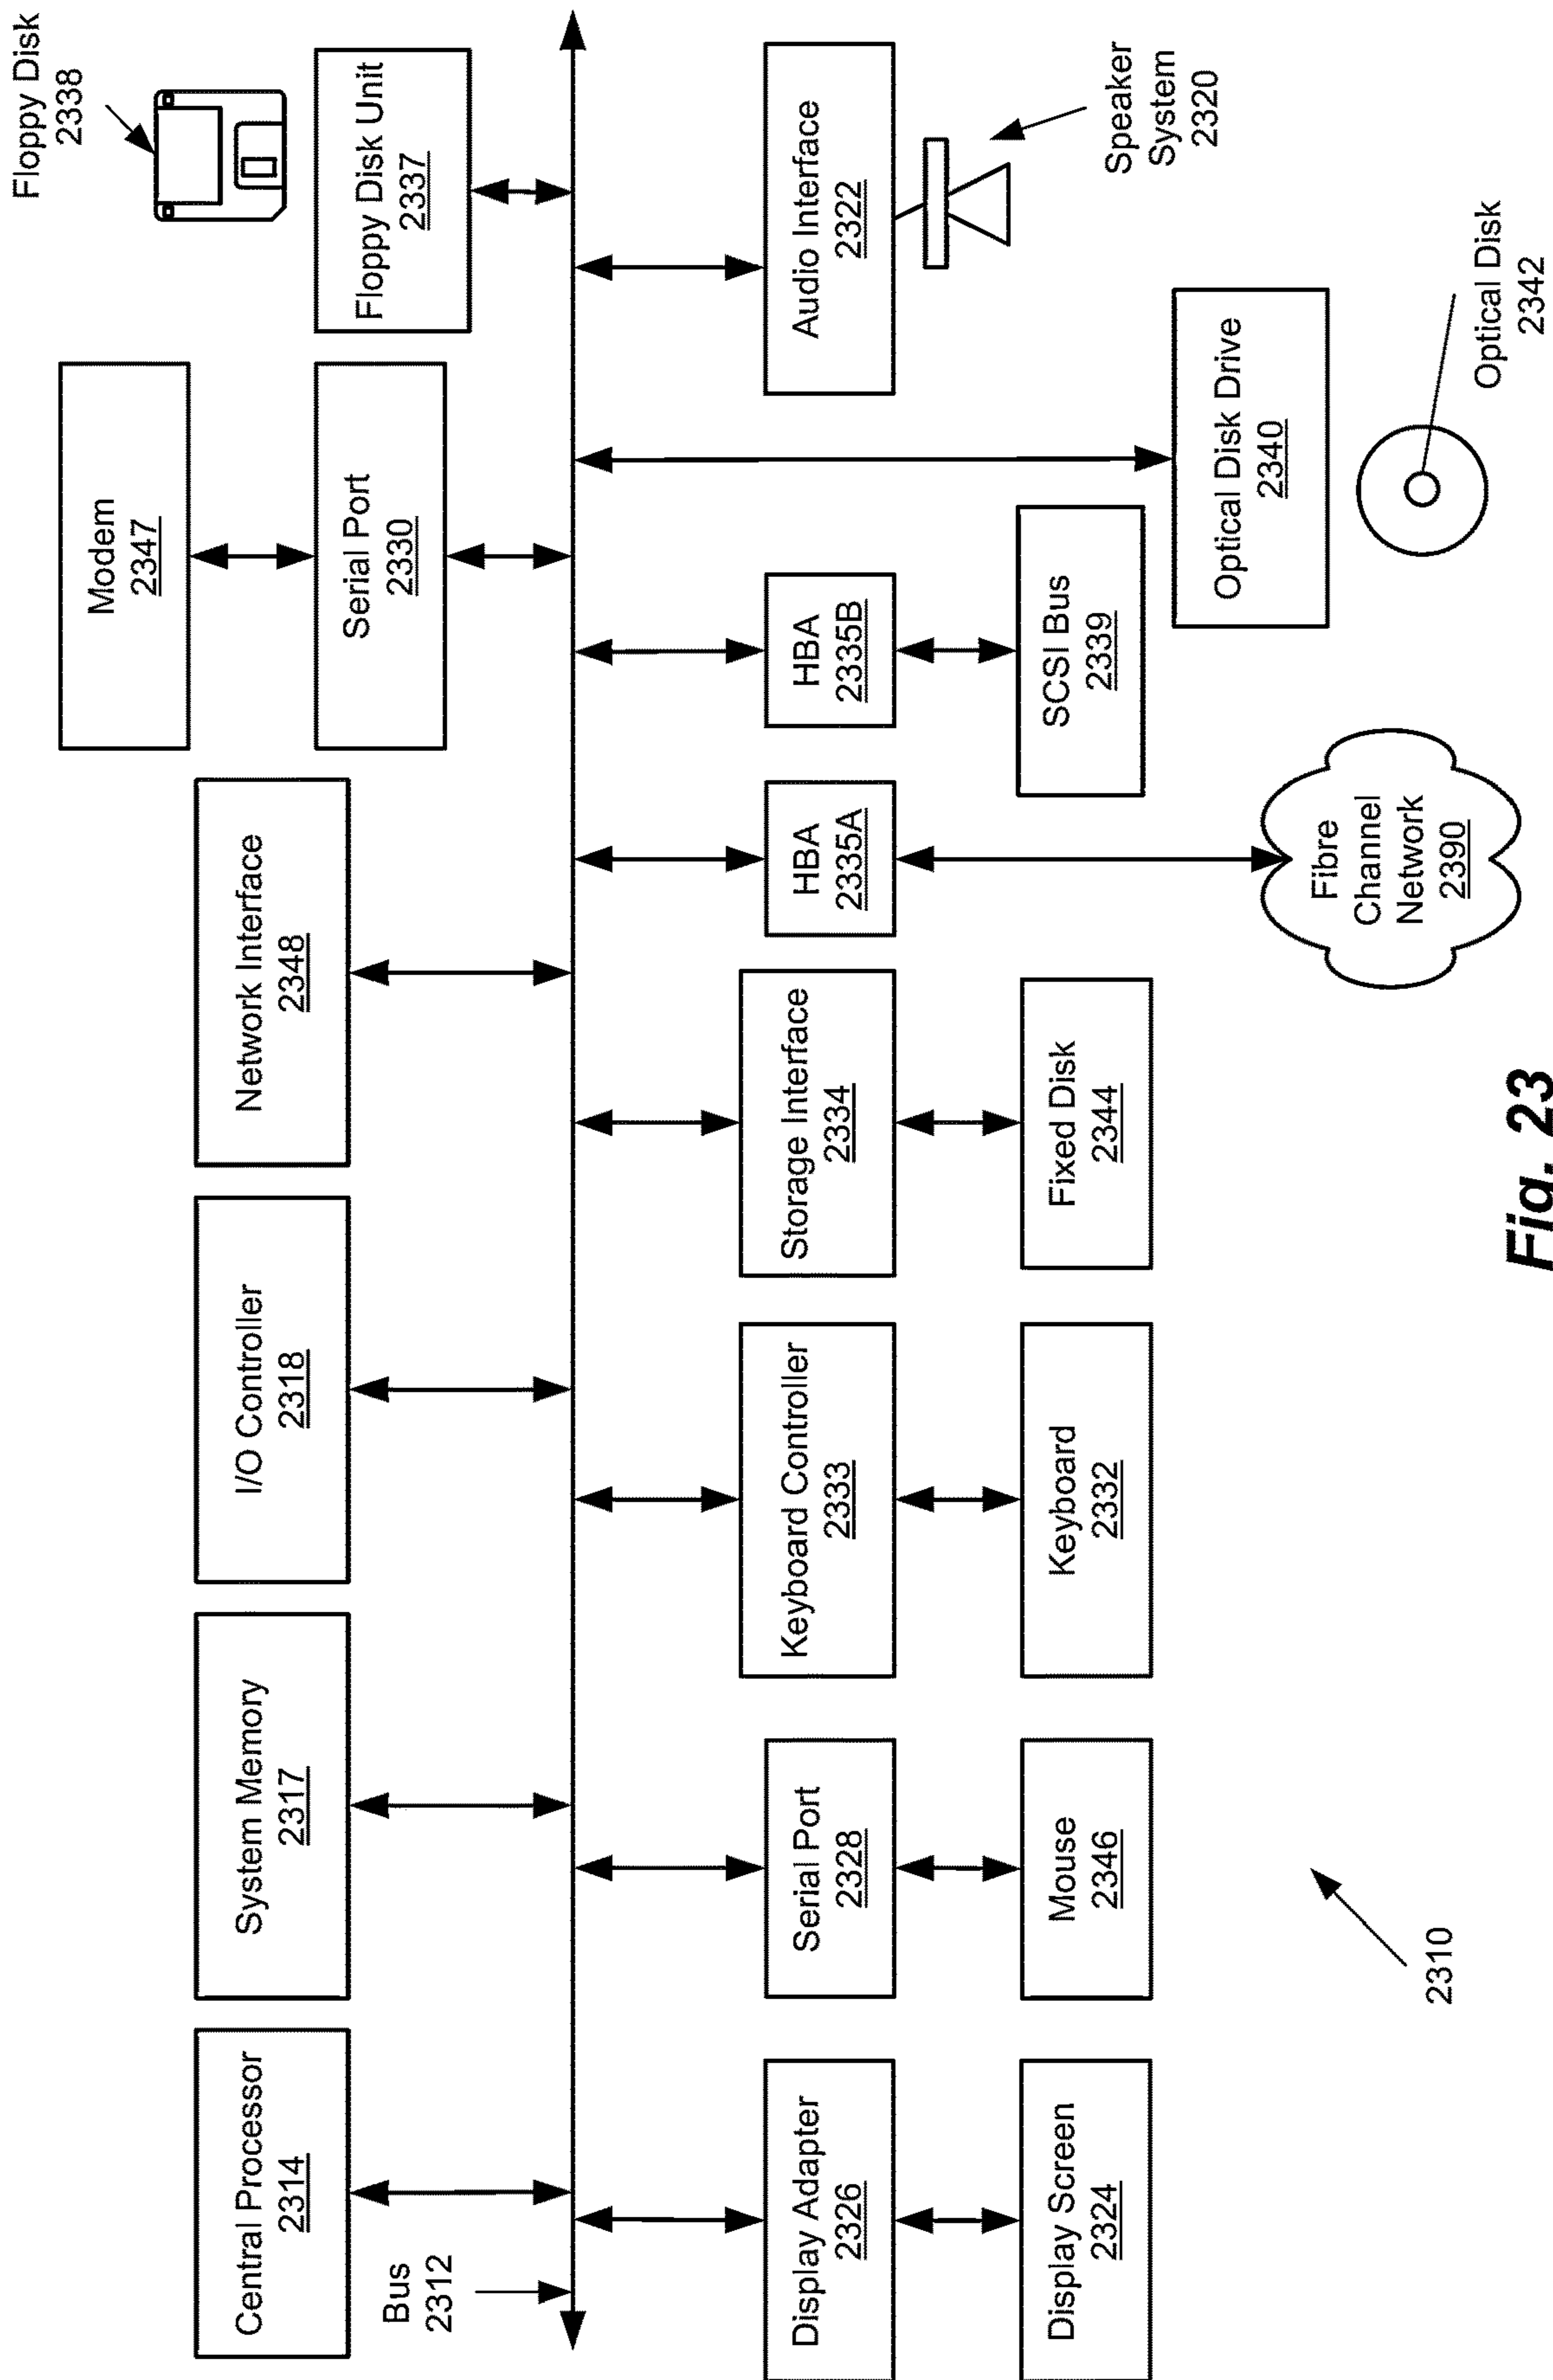 Central Processor
2314
System Memory
2317
I/O Controller
2318
Network Interface
2348
Modem
2347
Serial Port
2330
Floppy Disk
2338
Floppy Disk Unit
2337
Bus
2312
Display Adapter
2326
Display Screen
2324
Serial Port
2328
Mouse
2346
Keyboard Controller
2333
Keyboard
2332
Storage Interface
2334
Fixed Disk
2344
HBA
2335A
Fibre
Channel
Network
2390
HBA
2335B
SCSI Bus
2339
Optical Disk Drive
2340
Optical Disk
2342
Audio Interface
2322
Speaker
System
2320
2310
Fig. 23